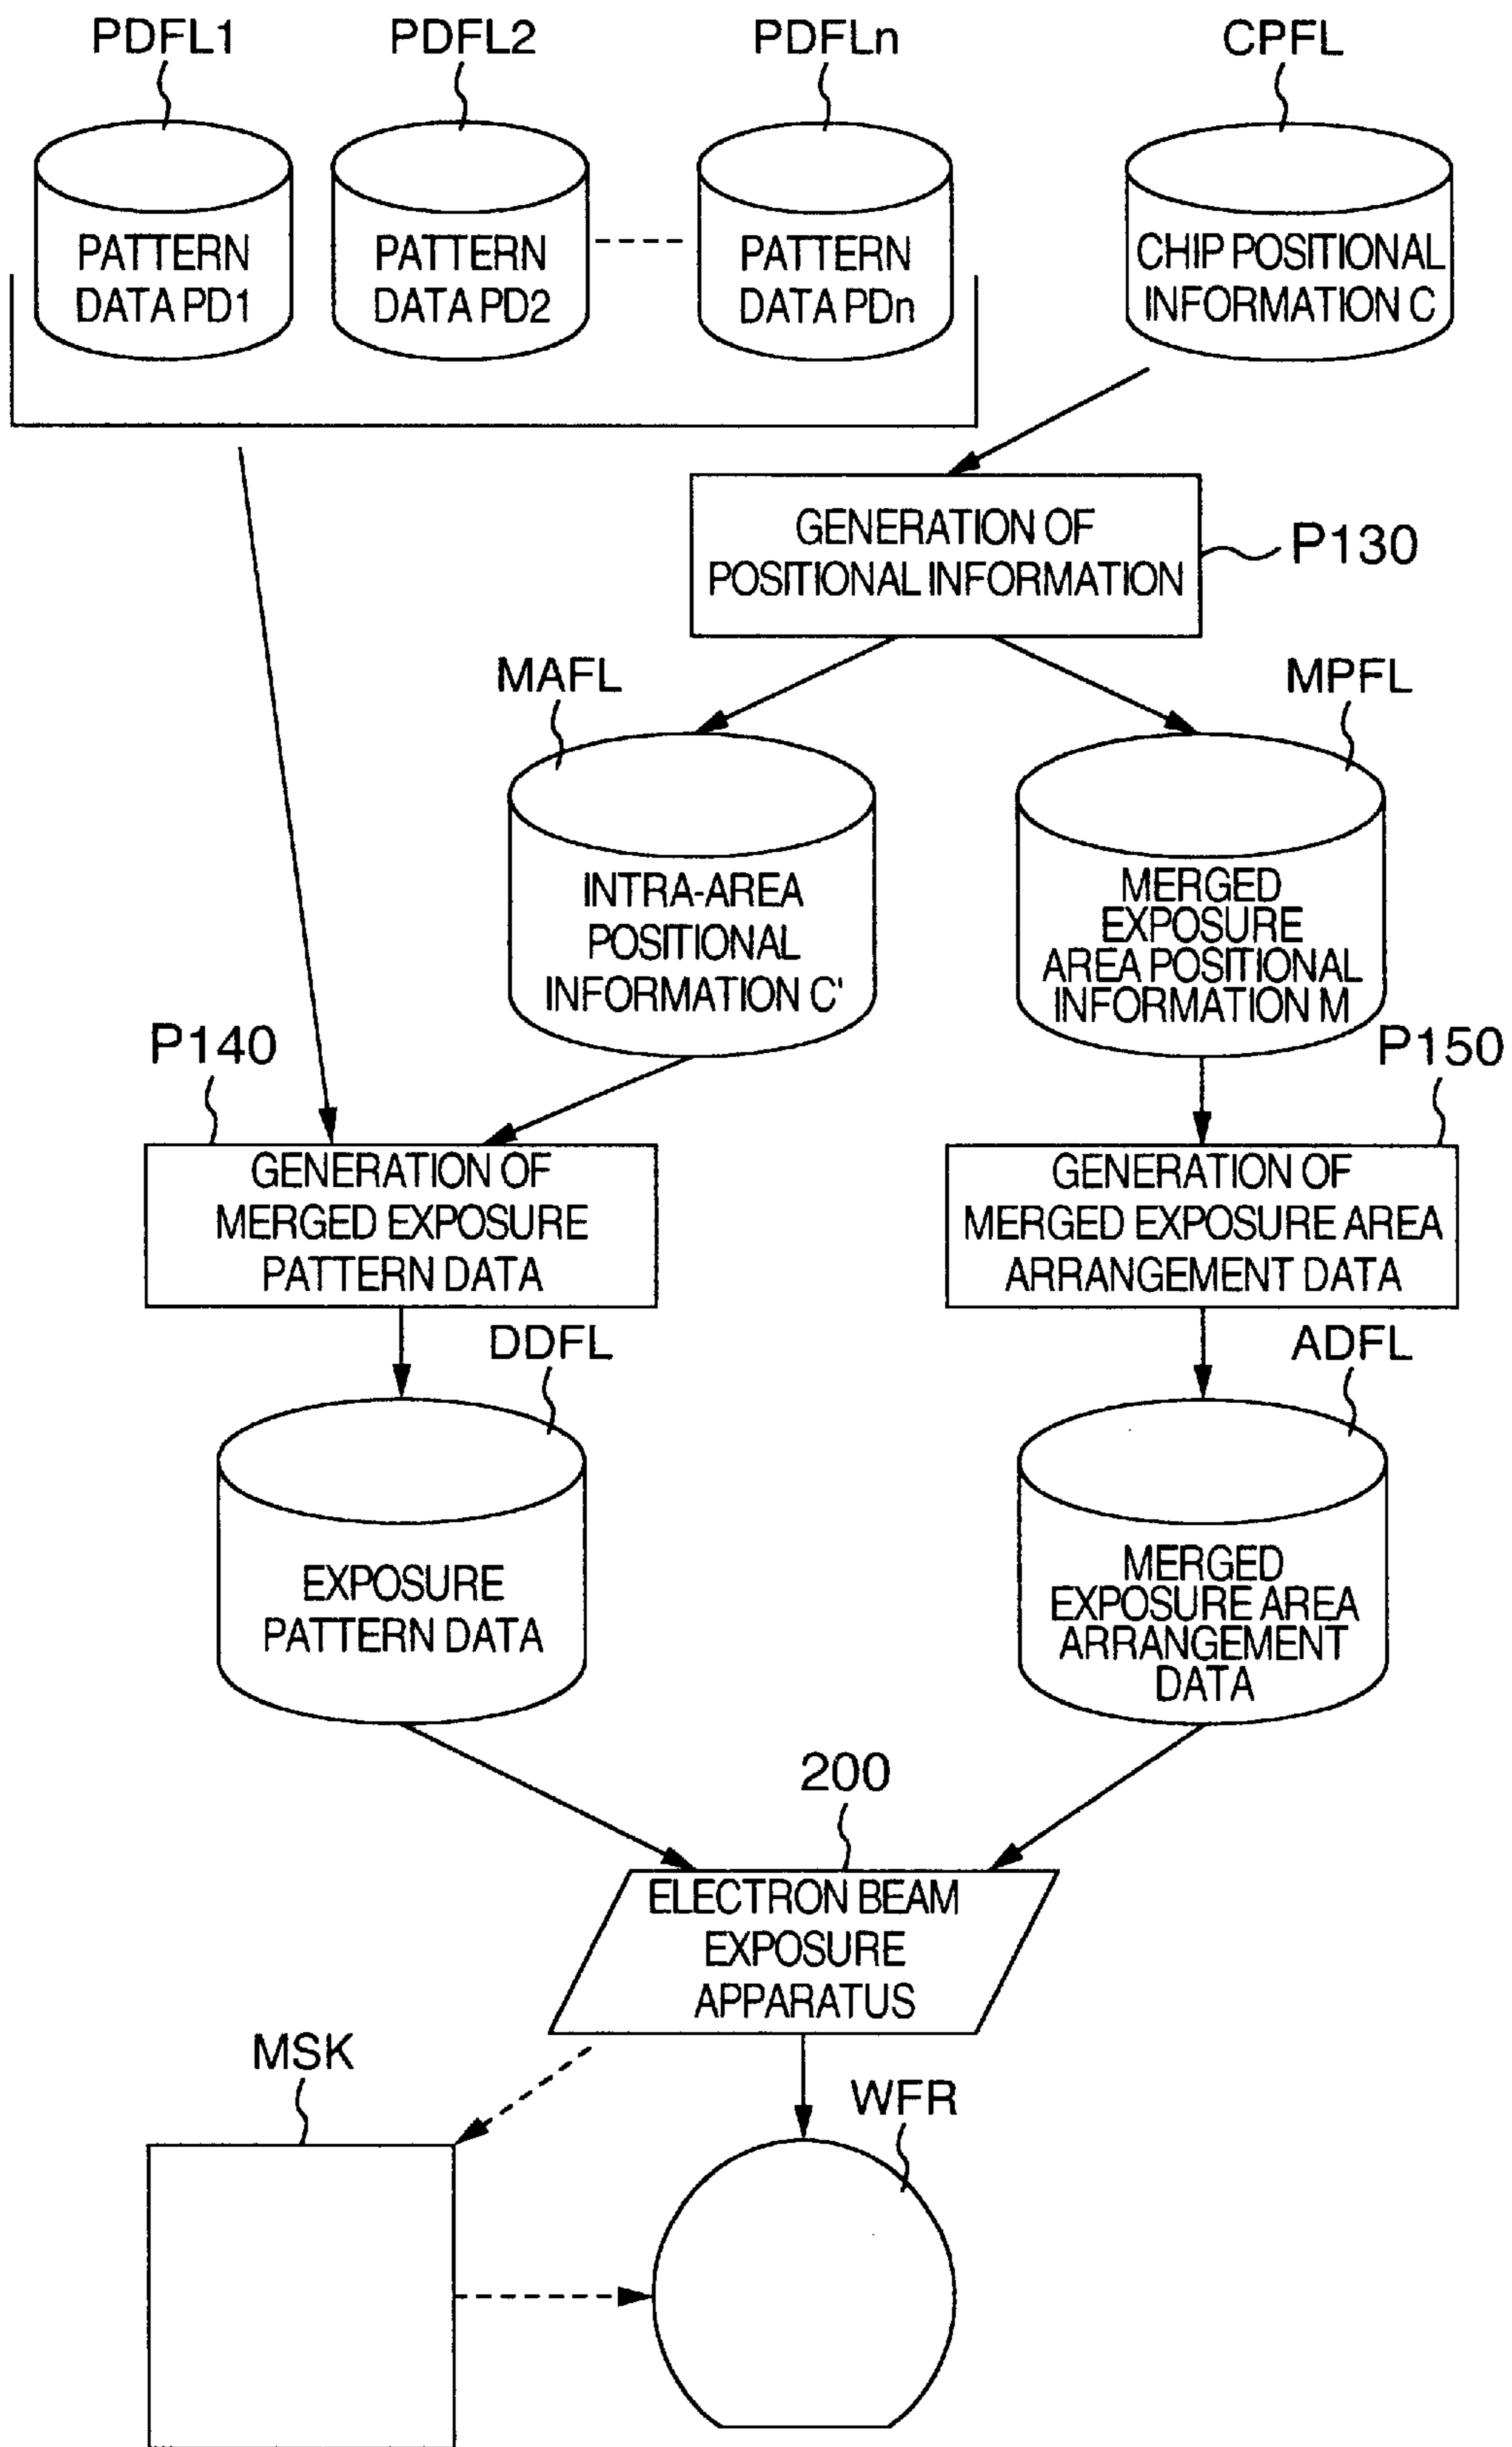 PDFL1
PDFL2
PDFLn
CPFL
PATTERN
DATA PD1
PATTERN
DATA PD2
PATTERN
DATA PDn
CHIP POSITIONAL
INFORMATION C
GENERATION OF
POSITIONAL INFORMATION
P130
MAFL
MPFL
INTRA-AREA
POSITIONAL
INFORMATION C'
MERGED
EXPOSURE
AREA POSITIONAL
INFORMATION M
P140
P150
GENERATION OF
MERGED EXPOSURE
PATTERN DATA
GENERATION OF
MERGED EXPOSURE AREA
ARRANGEMENT DATA
DDFL
ADFL
EXPOSURE
PATTERN DATA
MERGED
EXPOSURE AREA
ARRANGEMENT
DATA
200
ELECTRON BEAM
EXPOSURE
APPARATUS
MSK
WFR